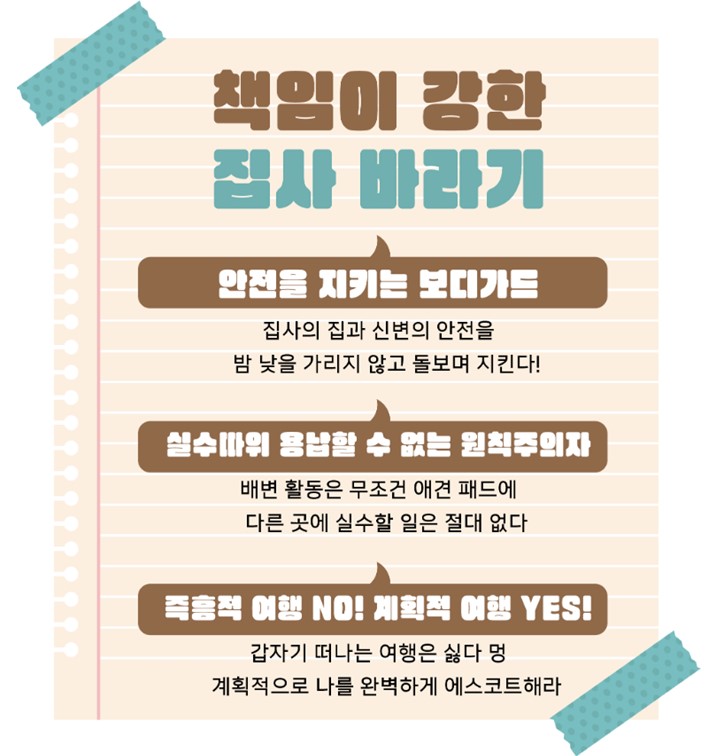 책임이 강한
집사 바라기
안전을 지키는 보디가드
집사의 집과 신변의 안전을
밤 낮을 가리지 않고 돌보며 지킨다!
실수따위 용납할 수 없는 원칙주의자
배변 활동은 무조건 애견 패드에
다른 곳에 실수할 일은 절대 없다
즉흥적 여행 NO! 계획적 여행 YES!
갑자기 떠나는 여행은 싫다 멍
계획적으로 나를 완벽하게 에스코트해라